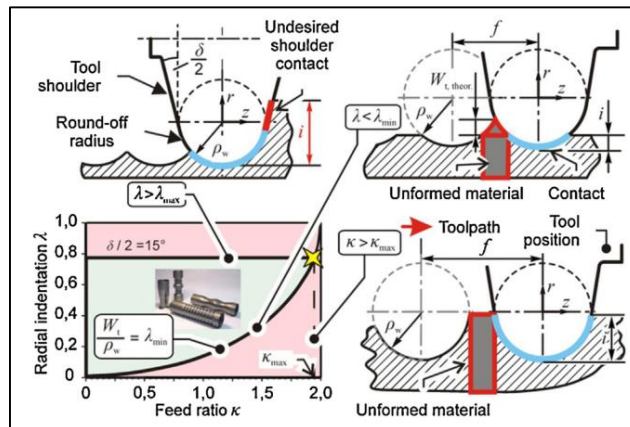 Undesired
shoulder
contact
δ
2
Tool
shoulder
r
z
Round-off
radius
ρw
i
λ<λmin
f
Wt, theor.
r
z
i
ρw
Unformed material
Contact
λ>λmax
Radial indentation λ
1,0
0,8
0,6
0,4
0,2
0
δ / 2 = 15°
Wt
ρw
= λmin
κmax
0
0,5
1,0
1,5
2,0
Feed ratio κ
κ>κmax
Toolpath
Tool
position
f
r
z
ρw
i
Unformed material